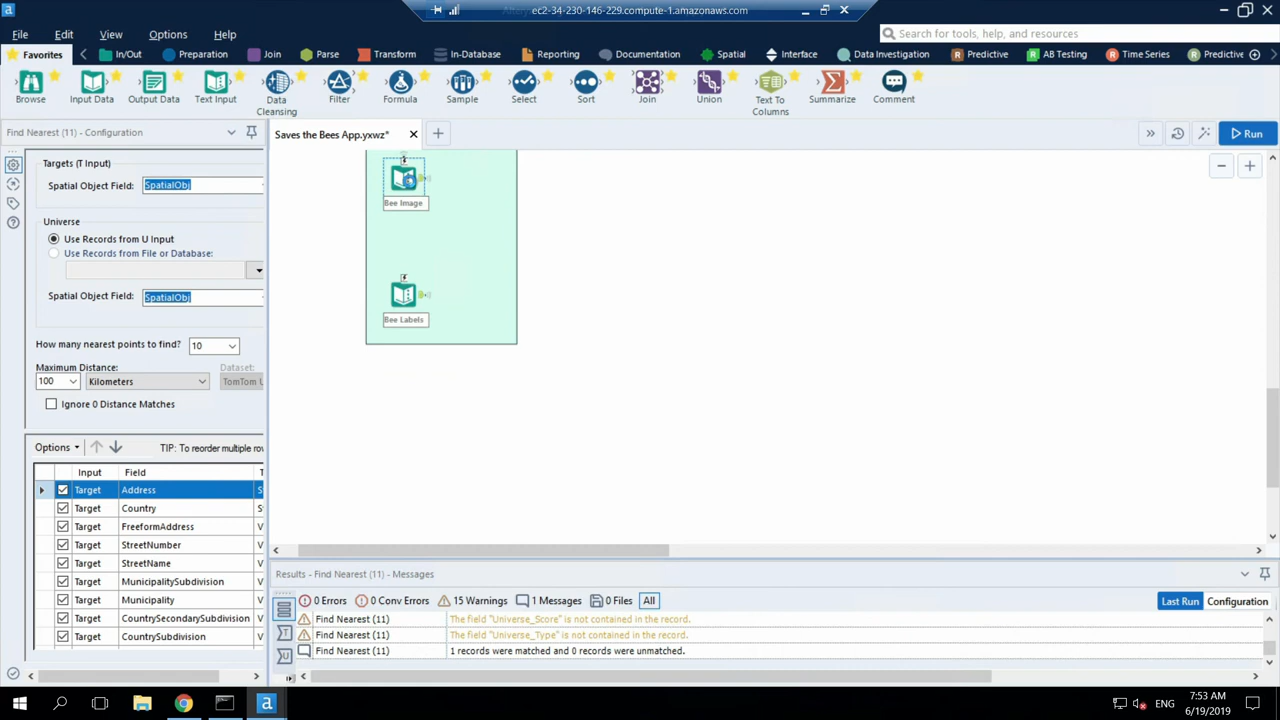 ec2-34-230-146-229.compute-1.amazonaws.com
File Edit View Options Help
Search for tools, help, and resources
Favorites In/Out Preparation Join Parse Transform In-Database Reporting Documentation Spatial Interface Data Investigation Predictive AB Testing Time Series Predictive
Browse Input Data Output Data Text Input Data Cleansing Filter Formula Sample Select Sort Join Union Text To Columns Summarize Comment
Find Nearest (11) - Configuration
Saves the Bees App.yxwz*
Run
Targets (T Input)
Spatial Object Field: SpatialObj
Universe
Use Records from U Input
Use Records from File or Database:
Spatial Object Field: SpatialObj
How many nearest points to find? 10
Maximum Distance: Dataset:
100 Kilometers TomTom U
Ignore 0 Distance Matches
Options TIP: To reorder multiple row
Input Field T
Target Address S
Target Country S
Target FreeformAddress V
Target StreetNumber V
Target StreetName V
Target MunicipalitySubdivision V
Target Municipality V
Target CountrySecondarySubdivision V
Target CountrySubdivision V
Bee Image
Bee Labels
Results - Find Nearest (11) - Messages
0 Errors 0 Conv Errors 15 Warnings 1 Messages 0 Files All Last Run Configuration
Find Nearest (11) The field "Universe_Score" is not contained in the record.
Find Nearest (11) The field "Universe_Type" is not contained in the record.
Find Nearest (11) 1 records were matched and 0 records were unmatched.
ENG 7:53 AM
6/19/2019